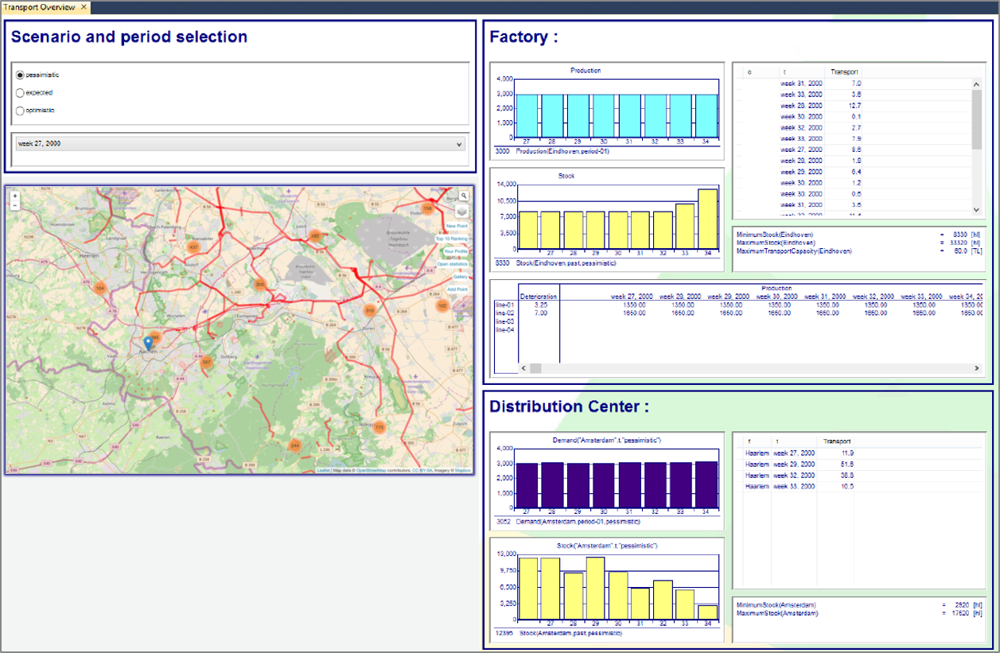 Transport Overview ×
Scenario and period selection
pessimistic
expected
optimistic
week 27, 2000
+
−
New Point
Top 10 Ranking in
Your Profile
Open statistics
Gallery
Add Point
Heerlen
Landgraf
Brunssum
Alsdorf
Baesweiler
Jülich
Würselen
Eschweiler
Stolberg
Aachen
Vaals
Düren
Kelmis
Raeren
Zülpich
158
182
437
306
194
310
102
367
173
244
Leaflet | Map data © OpenStreetMap contributors, CC-BY-SA, Imagery © Mapbox
Factory :
Production
4,000
3,000
2,000
1,000
0
27 28 29 30 31 32 33 34
3000 Production(Eindhoven,period-01)
c t Transport
week 31, 2000 7.0
week 33, 2000 3.6
week 28, 2000 12.7
week 30, 2000 0.1
week 32, 2000 2.7
week 33, 2000 7.9
week 27, 2000 8.6
week 28, 2000 1.8
week 29, 2000 6.4
week 30, 2000 1.2
week 30, 2000 0.6
week 31, 2000 3.6
Stock
14,000
10,500
7,000
3,500
0
27 28 29 30 31 32 33 34
8330 Stock(Eindhoven,past,pessimistic)
MinimumStock(Eindhoven) = 8330 [hl]
MaximumStock(Eindhoven) = 33320 [hl]
MaximumTransportCapacity(Eindhoven) = 60.0 [TL]
Production
Deterioration week 27, 2000 week 28, 2000 week 29, 2000 week 30, 2000 week 31, 2000 week 32, 2000 week 33, 2000 week 34, 20
line-01 3.25 1350.00 1350.00 1350.00 1350.00 1350.00 1350.00 1350.00 1350.00
line-02 7.00 1650.00 1650.00 1650.00 1650.00 1650.00 1650.00 1650.00 1650.00
line-03
line-04
Distribution Center :
Demand("Amsterdam",t,"pessimistic")
4,000
3,000
2,000
1,000
0
27 28 29 30 31 32 33 34
3052 Demand(Amsterdam,period-01,pessimistic)
f t Transport
Haarlem week 27, 2000 11.9
Haarlem week 29, 2000 51.6
Haarlem week 32, 2000 38.8
Haarlem week 33, 2000 10.5
Stock("Amsterdam",t,"pessimistic")
13,000
9,750
6,500
3,250
0
27 28 29 30 31 32 33 34
12395 Stock(Amsterdam,past,pessimistic)
MinimumStock(Amsterdam) = 2920 [hl]
MaximumStock(Amsterdam) = 17520 [hl]